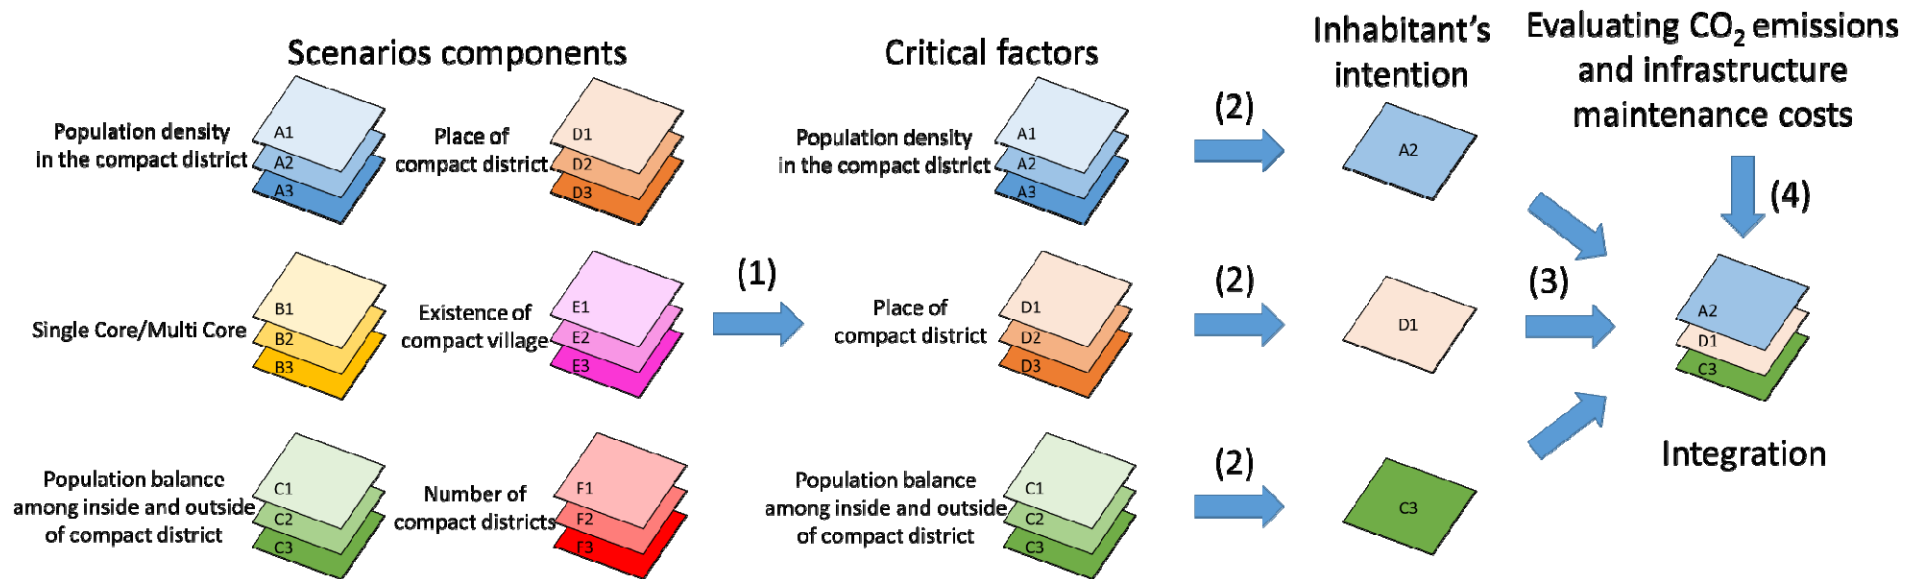 Scenarios components
Population density
in the compact district
A1
A2
A3
Place of
compact district
D1
D2
D3
Single Core/Multi Core
B1
B2
B3
Existence of
compact village
E1
E2
E3
Population balance
among inside and outside
of compact district
C1
C2
C3
Number of
compact districts
F1
F2
F3
(1)
Critical factors
Population density
in the compact district
A1
A2
A3
Place of
compact district
D1
D2
D3
Population balance
among inside and outside
of compact district
C1
C2
C3
(2)
(2)
(2)
Inhabitant's
intention
A2
D1
C3
(3)
Evaluating CO₂ emissions
and infrastructure
maintenance costs
(4)
A2
D1
C3
Integration